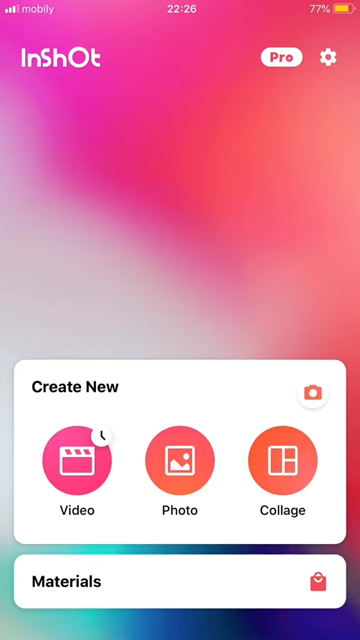 mobily
22:26
77%
InShOt
Pro
Create New
Video
Photo
Collage
Materials